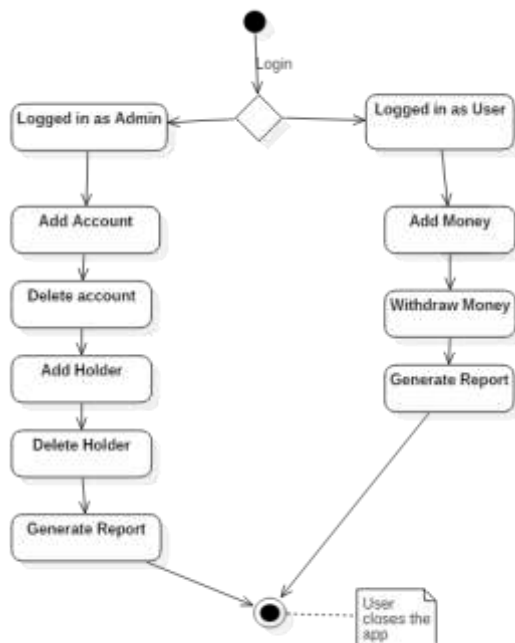 Login
Logged in as Admin
Logged in as User
Add Account
Add Money
Delete account
Withdraw Money
Add Holder
Generate Report
Delete Holder
Generate Report
User
closes the
app